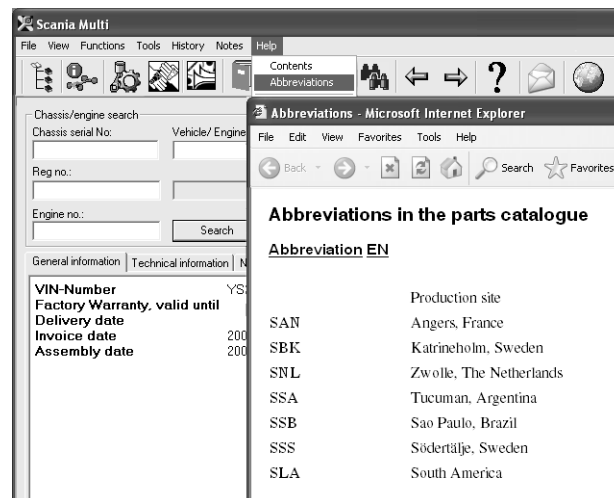 Scania Multi
File View Functions Tools History Notes Help
Contents
Abbreviations
Chassis/engine search
Chassis serial No:
Vehicle/ Engine
Reg no.:
Engine no.:
Search
General information
Technical information
N
VIN-Number YS
Factory Warranty, valid until
Delivery date
Invoice date 200
Assembly date 200
Abbreviations - Microsoft Internet Explorer
File Edit View Favorites Tools Help
Back
Search
Favorites
Abbreviations in the parts catalogue
Abbreviation EN
Production site
SAN Angers, France
SBK Katrineholm, Sweden
SNL Zwolle, The Netherlands
SSA Tucuman, Argentina
SSB Sao Paulo, Brazil
SSS Södertälje, Sweden
SLA South America